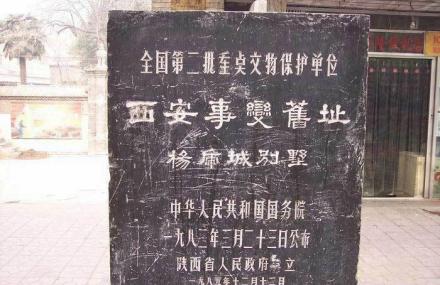 全国第二批重点文物保护单位
西安事變舊址
杨虎城别墅
中华人民共和国国务院
一九八二年二月二十三日公布
陕西省人民政府立